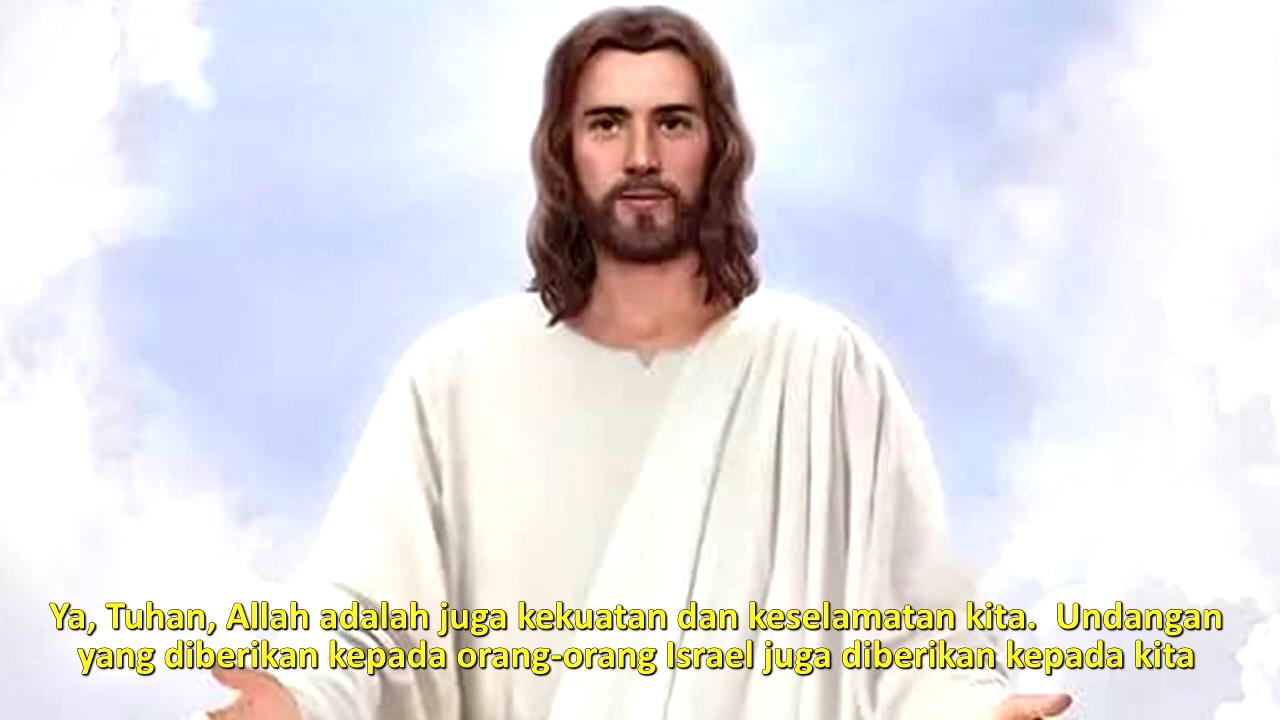 Ya, Tuhan, Allah adalah juga kekuatan dan keselamatan kita.  Undangan
yang diberikan kepada orang-orang Israel juga diberikan kepada kita